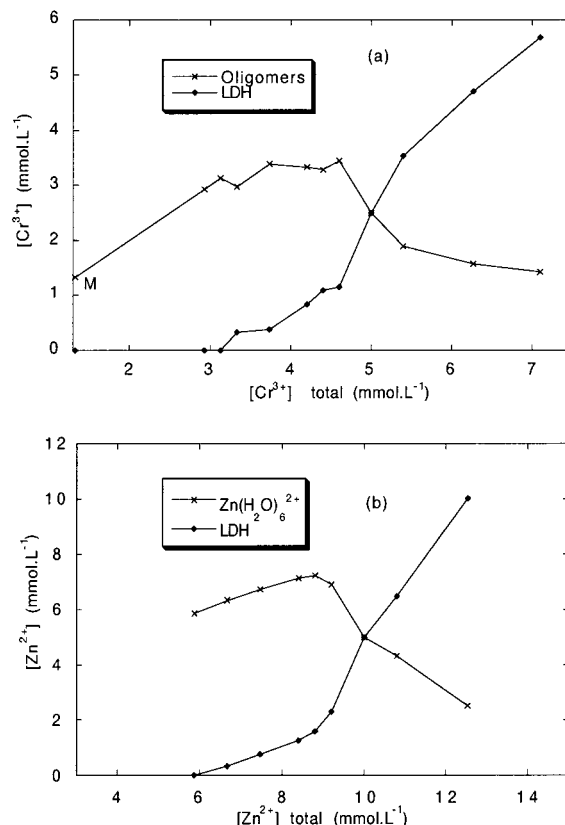 6
(a)
Oligomers
LDH
5
4
3
2
1
0
M
[Cr³⁺] (mmol.L⁻¹)
2 3 4 5 6 7
[Cr³⁺] total (mmol.L⁻¹)
12
10
8
6
4
2
0
Zn(H₂O)₆²⁺
LDH
(b)
[Zn²⁺] (mmol.L⁻¹)
4 6 8 10 12 14
[Zn²⁺] total (mmol.L⁻¹)